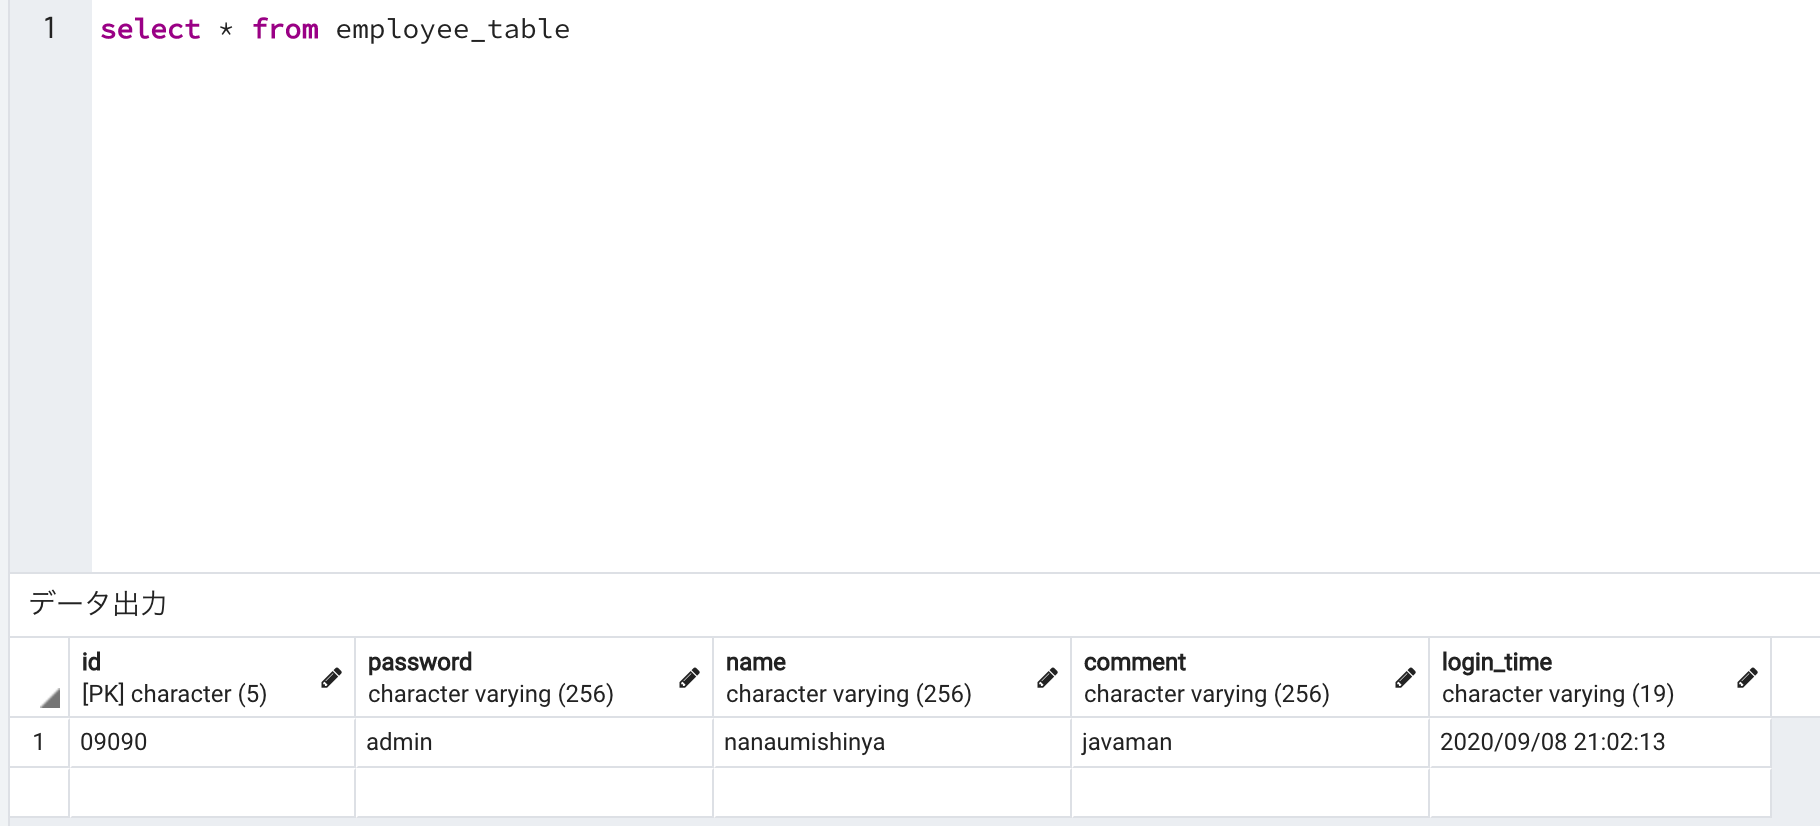 1 select * from employee_table
データ出力
id password name comment login_time
[PK] character (5) character varying (256) character varying (256) character varying (256) character varying (19)
1 09090 admin nanaumishinya javaman 2020/09/08 21:02:13